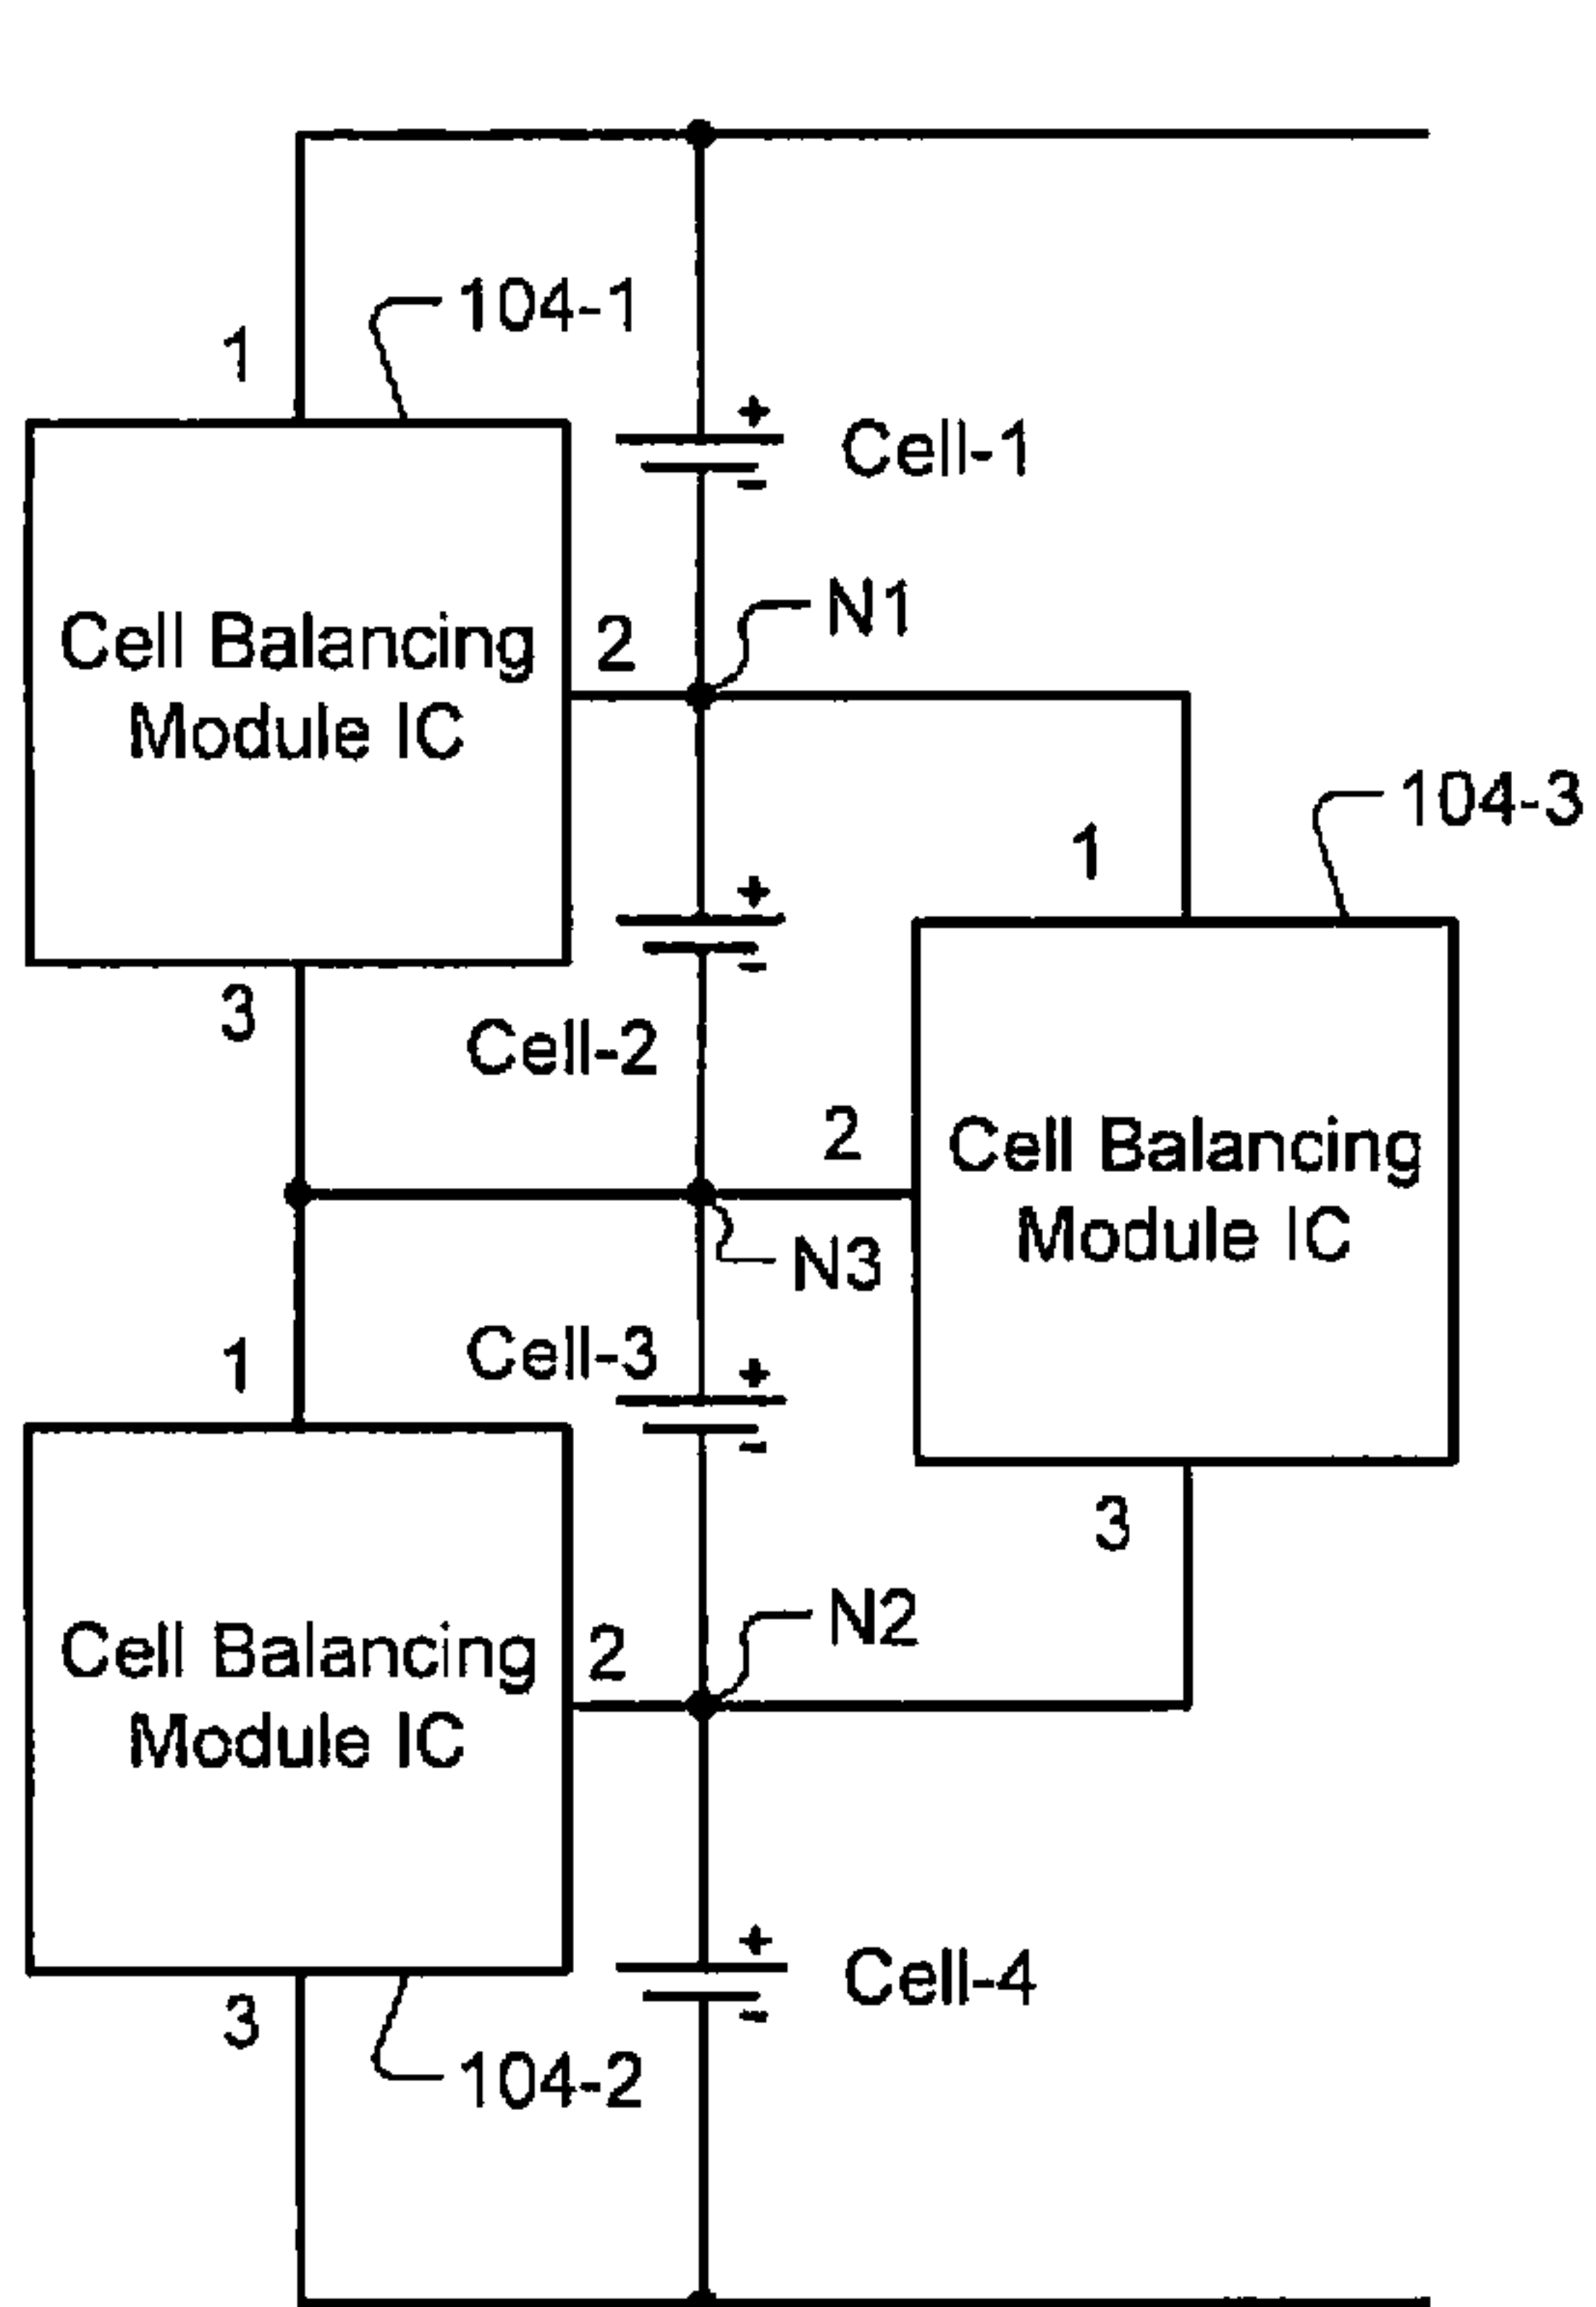 104-1
1
+
Cell-1
-
N1
Cell Balancing
Module IC
2
104-3
1
+
-
3
Cell-2
2
Cell Balancing
Module IC
N3
1
Cell-3
+
-
3
N2
Cell Balancing
Module IC
2
+
Cell-4
-
3
104-2